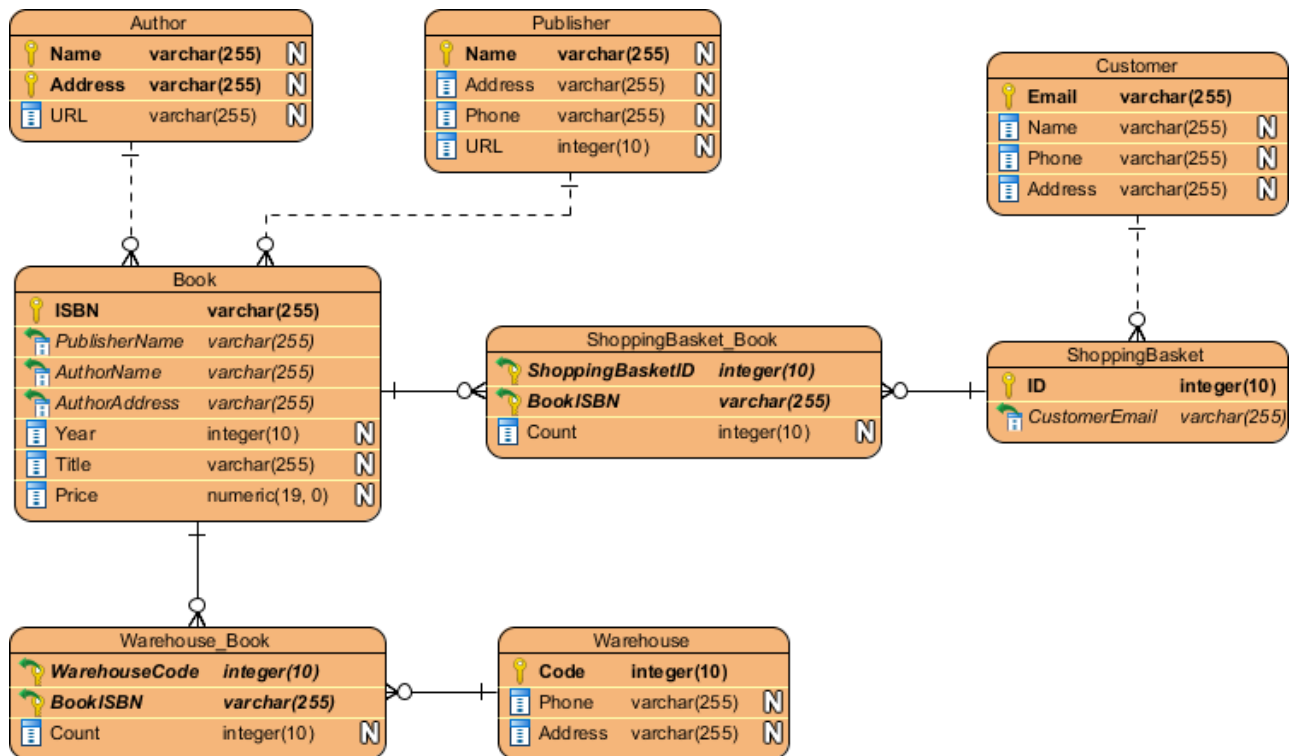 Author
Name varchar(255) N
Address varchar(255) N
URL varchar(255) N
Publisher
Name varchar(255) N
Address varchar(255) N
Phone varchar(255) N
URL integer(10) N
Customer
Email varchar(255)
Name varchar(255) N
Phone varchar(255) N
Address varchar(255) N
Book
ISBN varchar(255)
PublisherName varchar(255)
AuthorName varchar(255)
AuthorAddress varchar(255)
Year integer(10) N
Title varchar(255) N
Price numeric(19, 0) N
ShoppingBasket_Book
ShoppingBasketID integer(10)
BookISBN varchar(255)
Count integer(10) N
ShoppingBasket
ID integer(10)
CustomerEmail varchar(255)
Warehouse_Book
WarehouseCode integer(10)
BookISBN varchar(255)
Count integer(10) N
Warehouse
Code integer(10)
Phone varchar(255) N
Address varchar(255) N